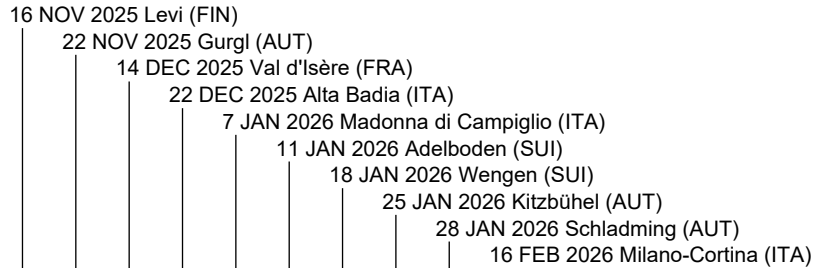 16 NOV 2025 Levi (FIN)
22 NOV 2025 Gurgl (AUT)
14 DEC 2025 Val d'Isère (FRA)
22 DEC 2025 Alta Badia (ITA)
7 JAN 2026 Madonna di Campiglio (ITA)
11 JAN 2026 Adelboden (SUI)
18 JAN 2026 Wengen (SUI)
25 JAN 2026 Kitzbühel (AUT)
28 JAN 2026 Schladming (AUT)
16 FEB 2026 Milano-Cortina (ITA)